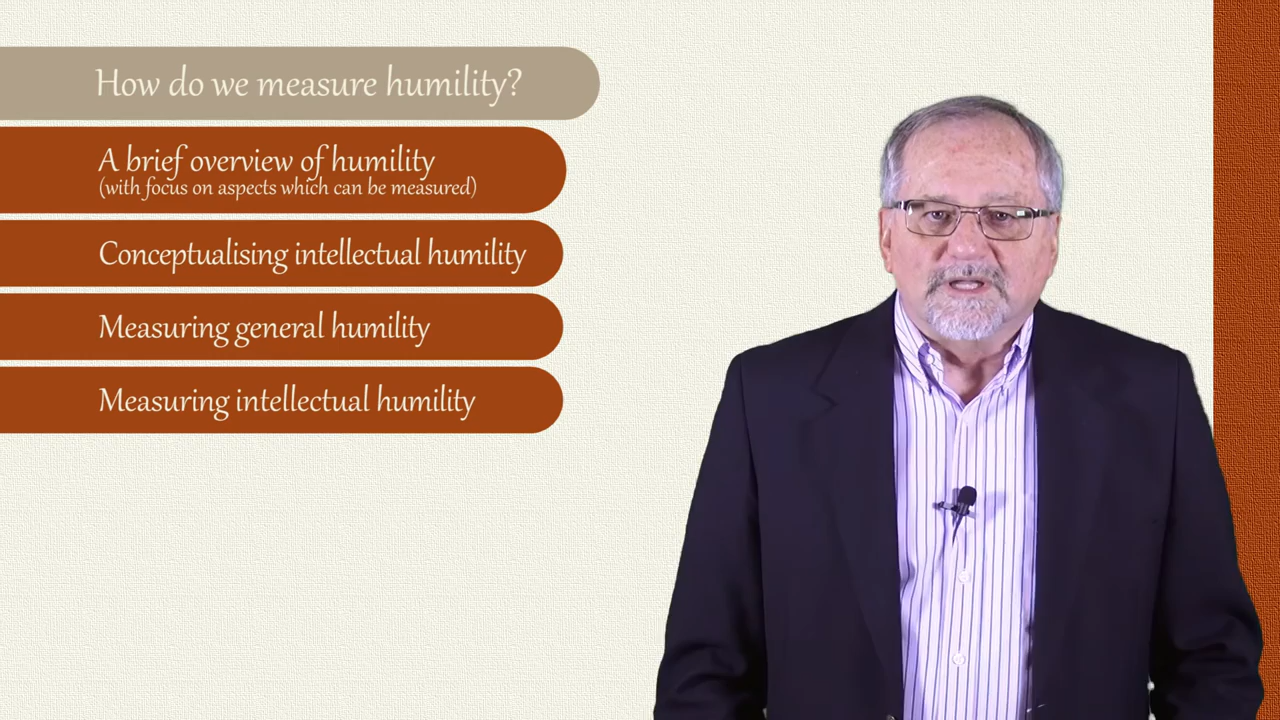 How do we measure humility?
A brief overview of humility
(with focus on aspects which can be measured)
Conceptualising intellectual humility
Measuring general humility
Measuring intellectual humility